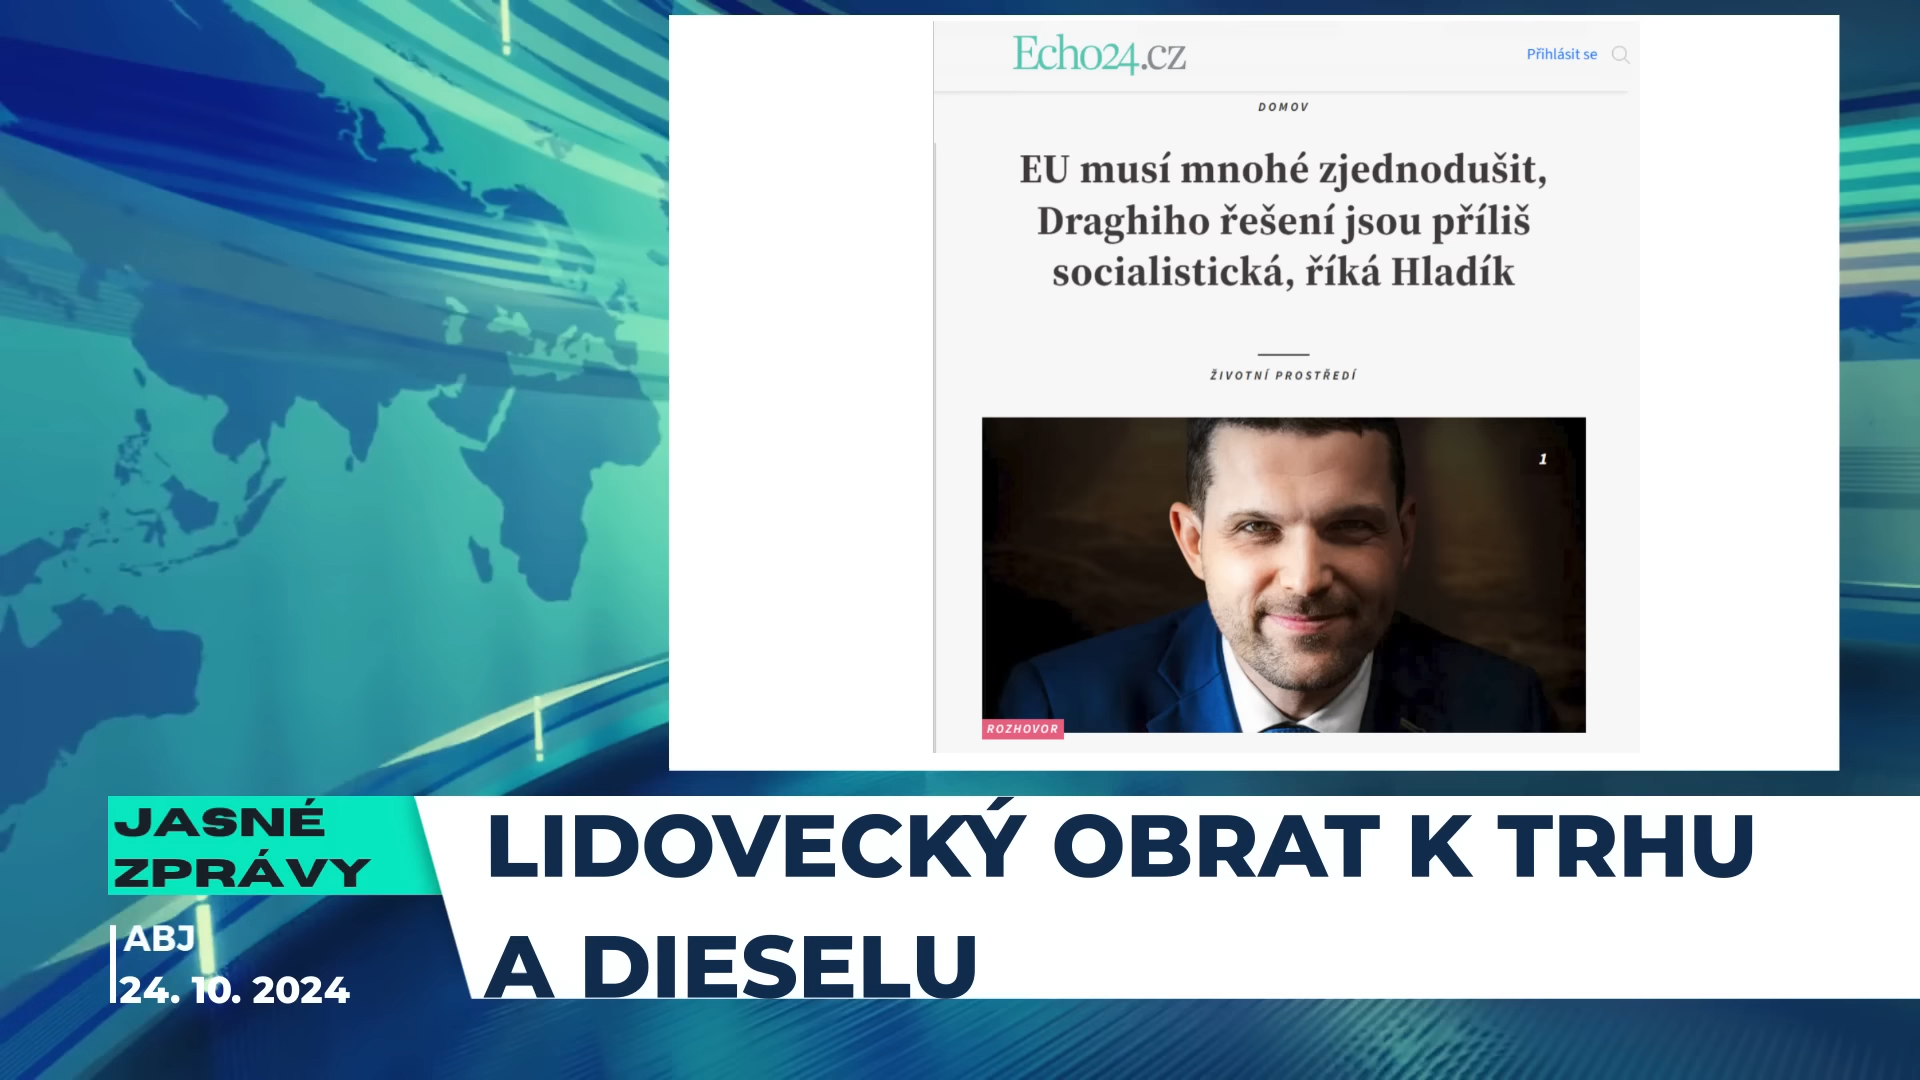 Echo24.cz
Přihlásit se
DOMOV
EU musí mnohé zjednodušit,
Draghiho řešení jsou příliš
socialistická, říká Hladík
ŽIVOTNÍ PROSTŘEDÍ
1
ROZHOVOR
JASNÉ
ZPRÁVY
ABJ
24. 10. 2024
LIDOVECKÝ OBRAT K TRHU
A DIESELU